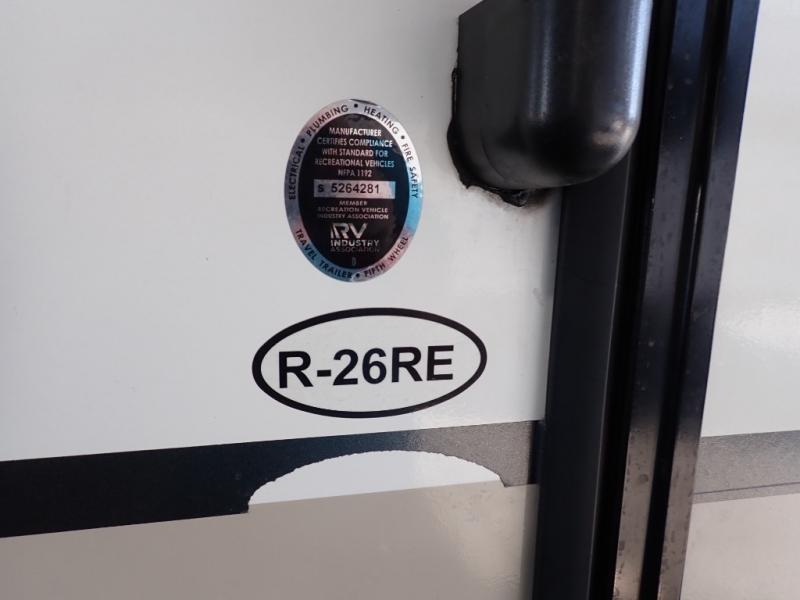 ELECTRICAL • PLUMBING • HEATING • FIRE SAFETY
MANUFACTURER
CERTIFIES COMPLIANCE
WITH STANDARD FOR
RECREATIONAL VEHICLES
NFPA 1192
S 5264281
MEMBER
RECREATION VEHICLE
INDUSTRY ASSOCIATION
RV
INDUSTRY
ASSOCIATION
TRAVEL TRAILER • FIFTH WHEEL
R-26RE